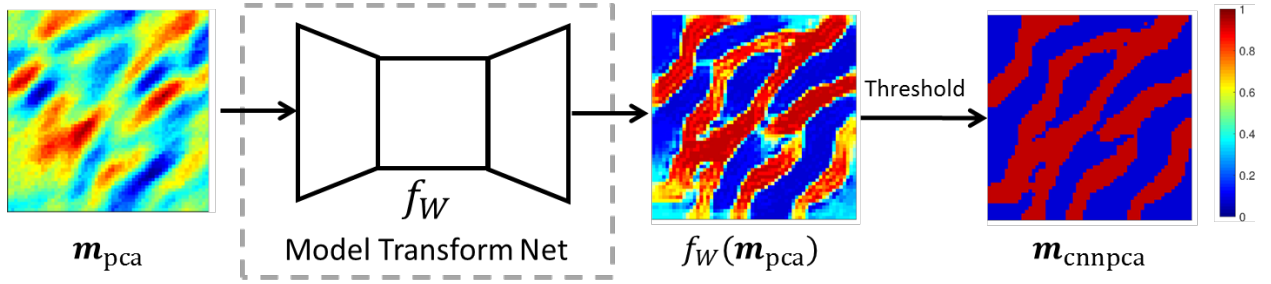 m_pca
f_W
Model Transform Net
f_W(m_pca)
Threshold
m_cnnpca
1
0.8
0.6
0.4
0.2
0